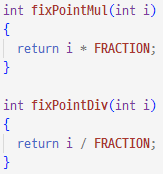 int fixPointMul(int i)
{
  return i * FRACTION;
}

int fixPointDiv(int i)
{
  return i / FRACTION;
}